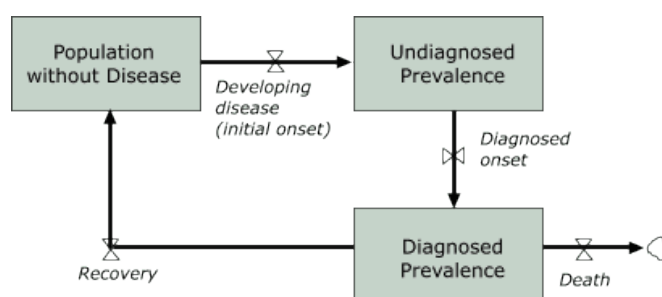 Population
without Disease
Developing
disease
(initial onset)
Undiagnosed
Prevalence
Diagnosed
onset
Diagnosed
Prevalence
Recovery
Death